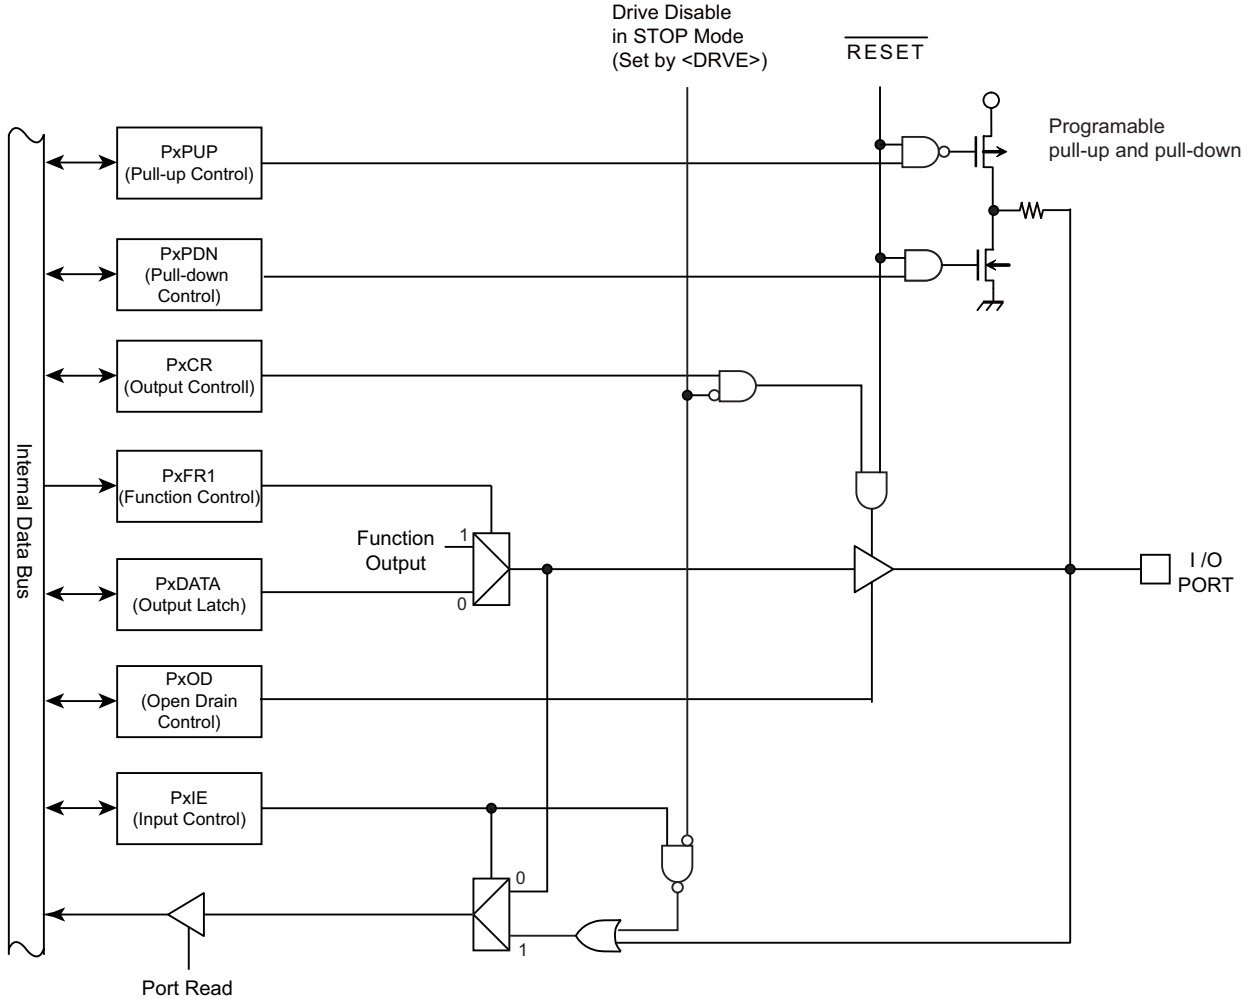 Drive Disable
in STOP Mode
(Set by <DRVE>)
RESET
Programable
pull-up and pull-down
PxPUP
(Pull-up Control)
PxPDN
(Pull-down
Control)
PxCR
(Output Controll)
Internal Data Bus
PxFR1
(Function Control)
Function
Output
1
0
PxDATA
(Output Latch)
I /O
PORT
PxOD
(Open Drain
Control)
PxIE
(Input Control)
0
1
Port Read